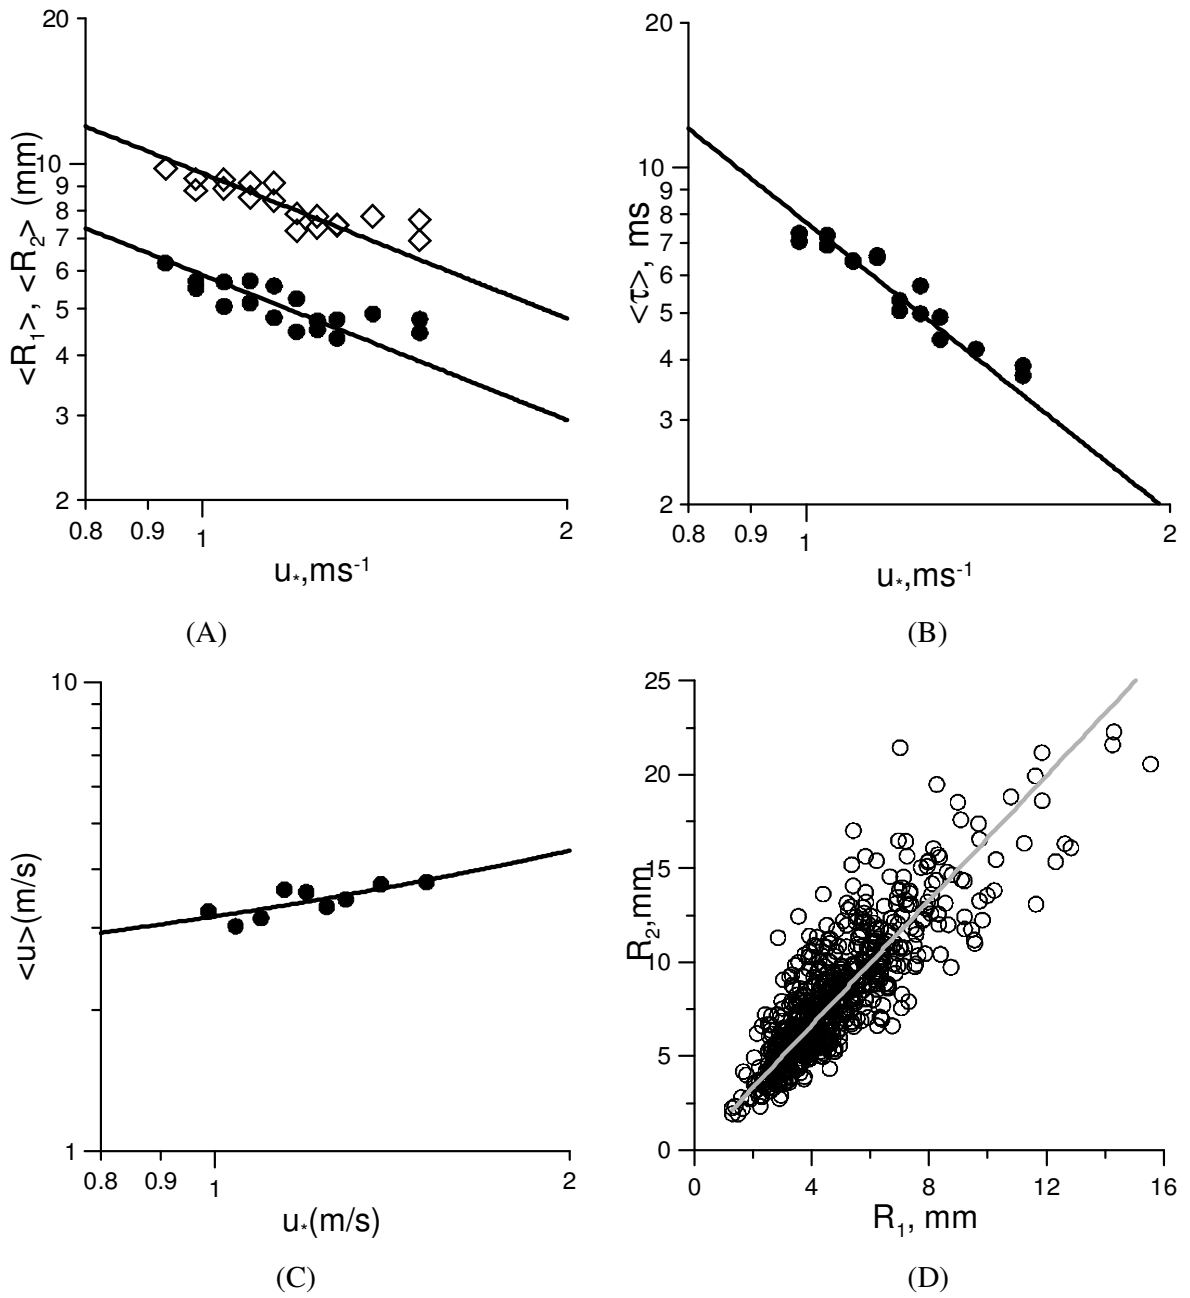 20
10
9
8
7
6
5
4
3
2
<R₁>, <R₂> (mm)
0.8 0.9 1 2
u*,ms⁻¹
(A)
20
10
9
8
7
6
5
4
3
2
<τ>, ms
0.8 0.9 1 2
u*,ms⁻¹
(B)
10
1
<u>(m/s)
0.8 0.9 1 2
u*(m/s)
(C)
25
20
15
10
5
0
R₂,mm
0 4 8 12 16
R₁, mm
(D)